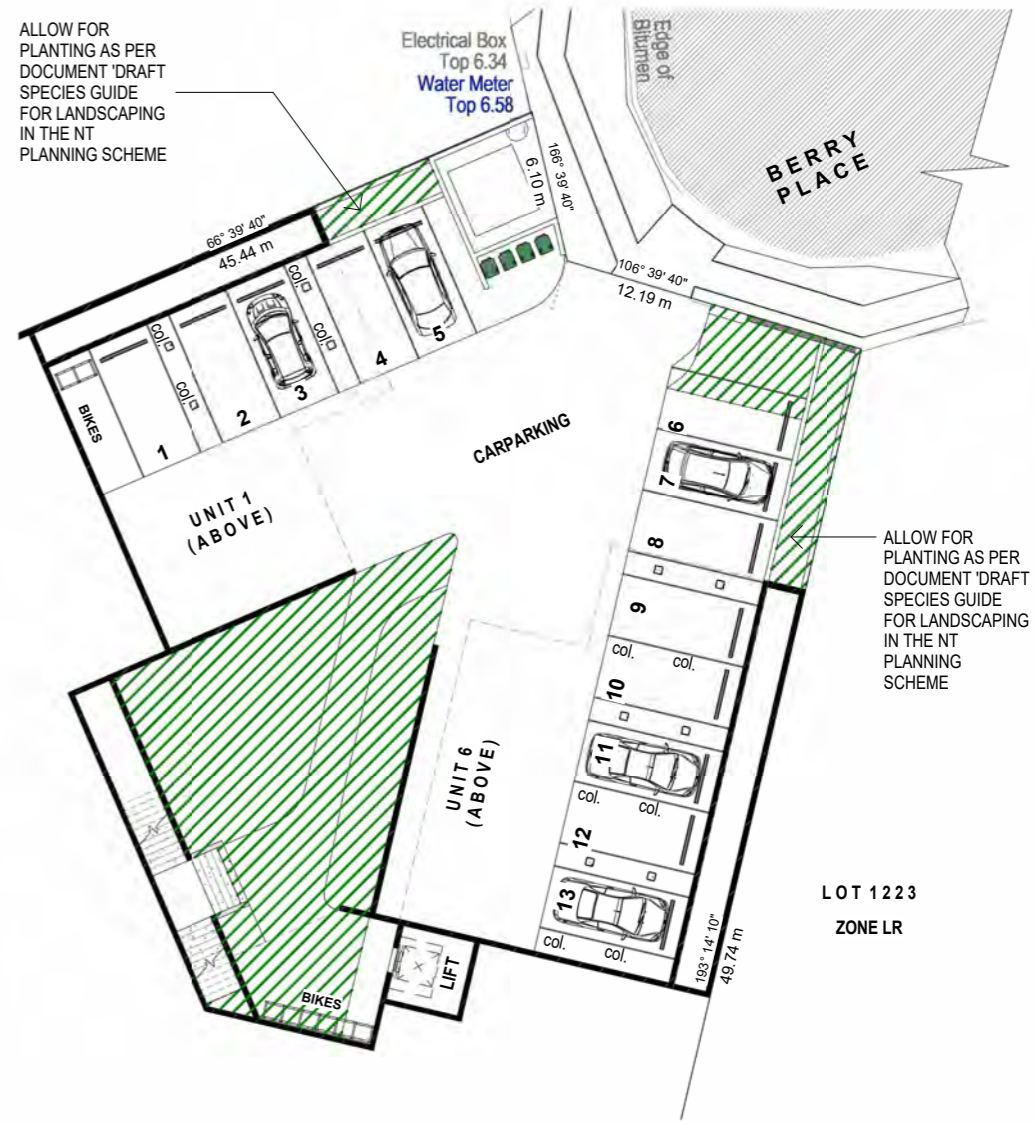 ALLOW FOR
PLANTING AS PER
DOCUMENT 'DRAFT
SPECIES GUIDE
FOR LANDSCAPING
IN THE NT
PLANNING SCHEME
Electrical Box
Top 6.34
Water Meter
Top 6.58
Edge of
Bitumen
BERRY
PLACE
166° 39' 40"
6.10 m.
66° 39' 40"
45.44 m
106° 39' 40"
12.19 m
col.
col.
col.
col.
BIKES
1
2
3
4
5
CARPARKING
UNIT 1
(ABOVE)
6
7
8
9
col. col.
10
11
col. col.
12
13
col. col.
ALLOW FOR
PLANTING AS PER
DOCUMENT 'DRAFT
SPECIES GUIDE
FOR LANDSCAPING
IN THE NT
PLANNING
SCHEME
UNIT 6
(ABOVE)
LOT 1223
ZONE LR
193° 14' 10"
49.74 m
LIFT
BIKES